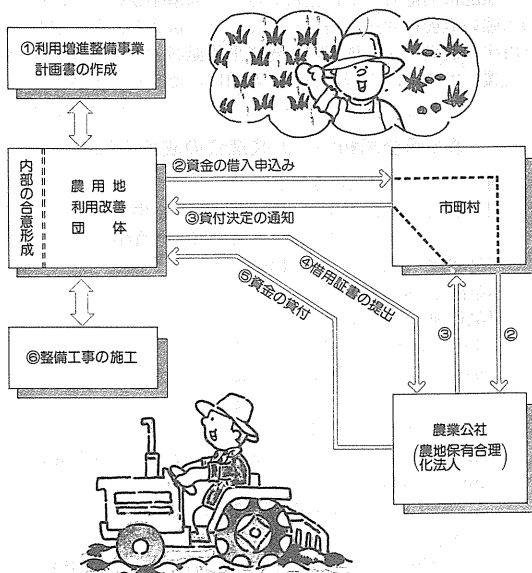 ①利用増進整備事業
計画書の作成
内部の合意形成
農用地
利用改善
団体
②資金の借入申込み
③貸付決定の通知
市町村
④借用証書の提出
⑤資金の貸付
③
②
⑥整備工事の施工
農業公社
(農地保有合理
化法人)